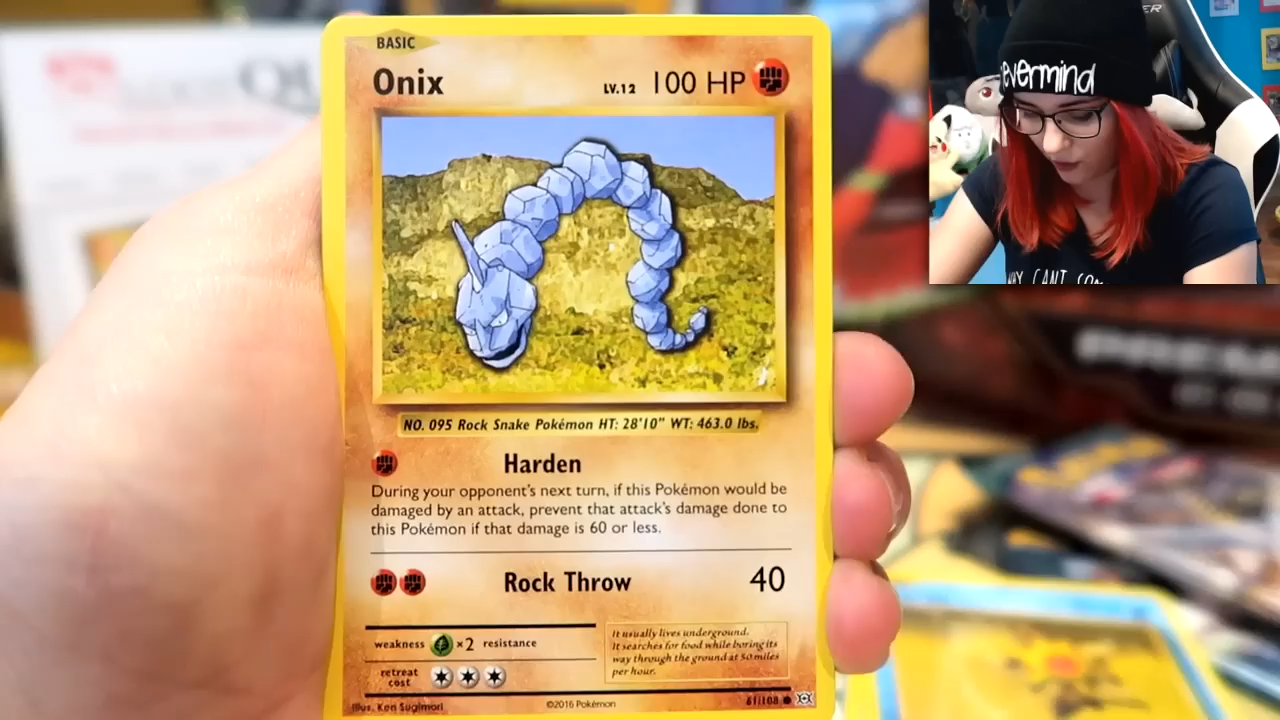 BASIC
Onix LV.12 100 HP
NO. 095 Rock Snake Pokémon HT: 28'10" WT: 463.0 lbs.
Harden
During your opponent's next turn, if this Pokémon would be
damaged by an attack, prevent that attack's damage done to
this Pokémon if that damage is 60 or less.
Rock Throw 40
weakness ×2 resistance
retreat
cost
It usually lives underground.
It searches for food while boring its
way through the ground at 50 miles
per hour.
Illus. Ken Sugimori ©2016 Pokémon 61/108
evermind